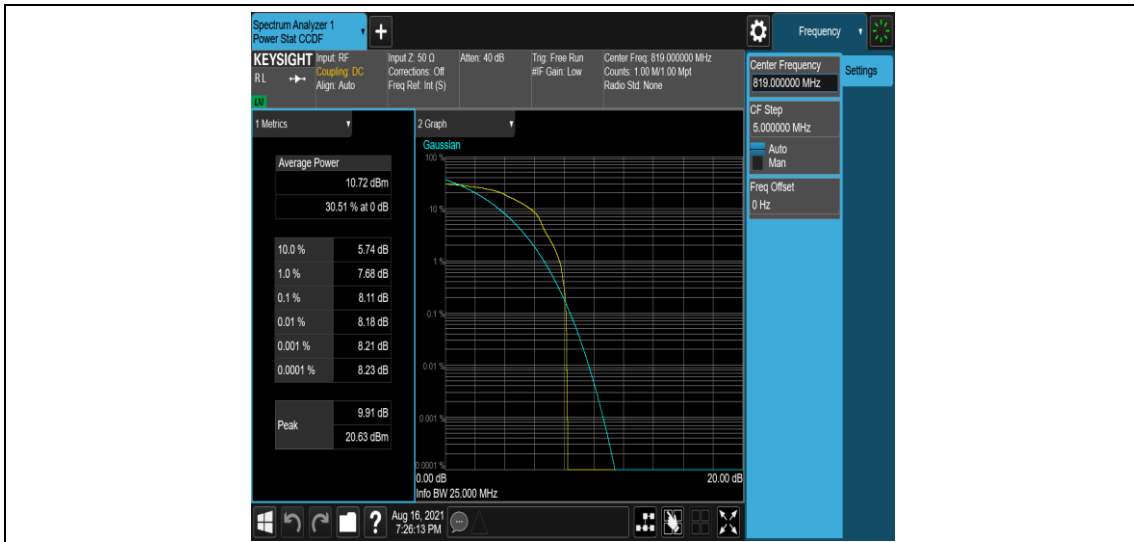 Spectrum Analyzer 1
Power Stat CCDF
+
Frequency
KEYSIGHT
RL
LM
Input: RF
Coupling: DC
Align: Auto
Input Z: 50 Ω
Corrections: Off
Freq Ref: Int (S)
Atten: 40 dB
Trig: Free Run
#IF Gain: Low
Center Freq: 819.000000 MHz
Counts: 1.00 M/1.00 Mpt
Radio Std: None
Center Frequency
819.000000 MHz
Settings
CF Step
5.000000 MHz
Auto
Man
Freq Offset
0 Hz
1 Metrics
Average Power
10.72 dBm
30.51 % at 0 dB
10.0 % 5.74 dB
1.0 % 7.68 dB
0.1 % 8.11 dB
0.01 % 8.18 dB
0.001 % 8.21 dB
0.0001 % 8.23 dB
Peak
9.91 dB
20.63 dBm
2 Graph
Gaussian
100 %
10 %
1 %
0.1 %
0.01 %
0.001 %
0.0001 %
0.00 dB 20.00 dB
Info BW 25.000 MHz
?
Aug 16, 2021
7:26:13 PM